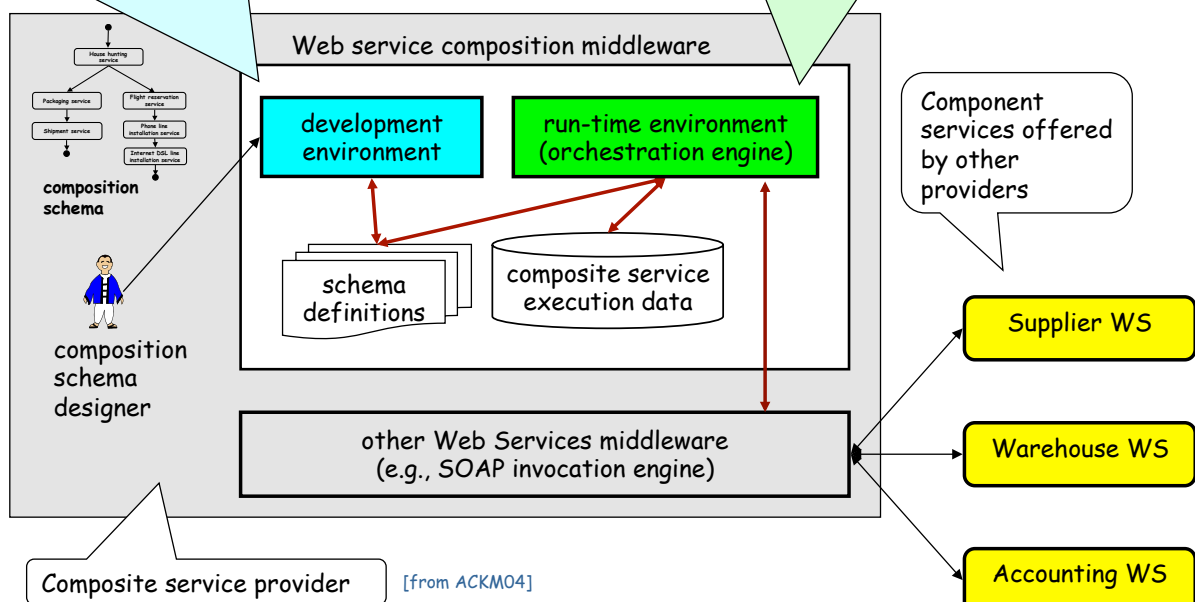 Web service composition middleware
House hunting
service
Packaging service
Flight reservation
service
Shipment service
Phone line
installation service
Internet DSL line
installation service
composition
schema
development
environment
run-time environment
(orchestration engine)
Component
services offered
by other
providers
schema
definitions
composite service
execution data
composition
schema
designer
Supplier WS
other Web Services middleware
(e.g., SOAP invocation engine)
Warehouse WS
Accounting WS
Composite service provider
[from ACKM04]